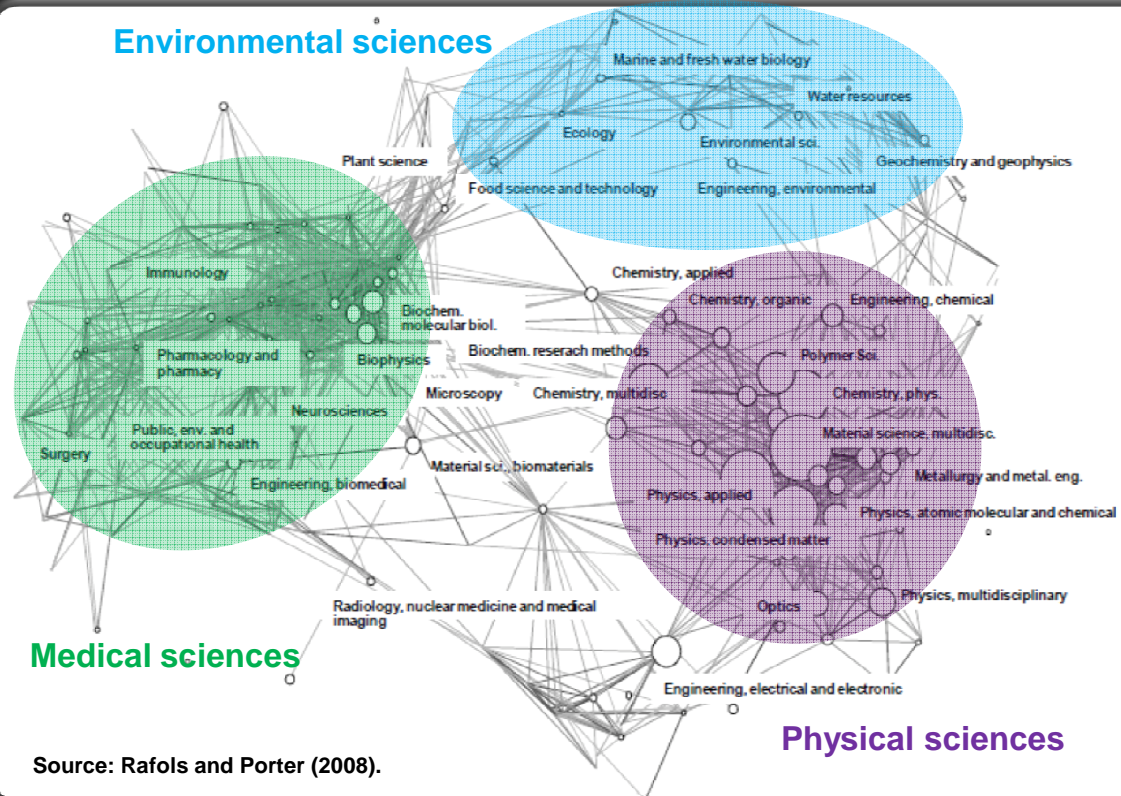 Environmental sciences
Marine and fresh water biology
Water resources
Ecology
Environmental sci.
Plant science
Geochemistry and geophysics
Food science and technology
Engineering, environmental
Immunology
Chemistry, applied
Chemistry, organic
Engineering, chemical
Biochem.
molecular biol.
Biochem. reserach methods
Pharmacology and
pharmacy
Biophysics
Polymer Sci.
Microscopy
Chemistry, multidisc
Chemistry, phys.
Neurosciences
Public, env. and
occupational health
Material science. multidisc.
Surgery
Material sci., biomaterials
Metallurgy and metal. eng.
Engineering, biomedical
Physics, applied
Physics, atomic molecular and chemical
Physics, condensed matter
Radiology, nuclear medicine and medical
imaging
Optics
Physics, multidisciplinary
Medical sciences
Engineering, electrical and electronic
Physical sciences
Source: Rafols and Porter (2008).